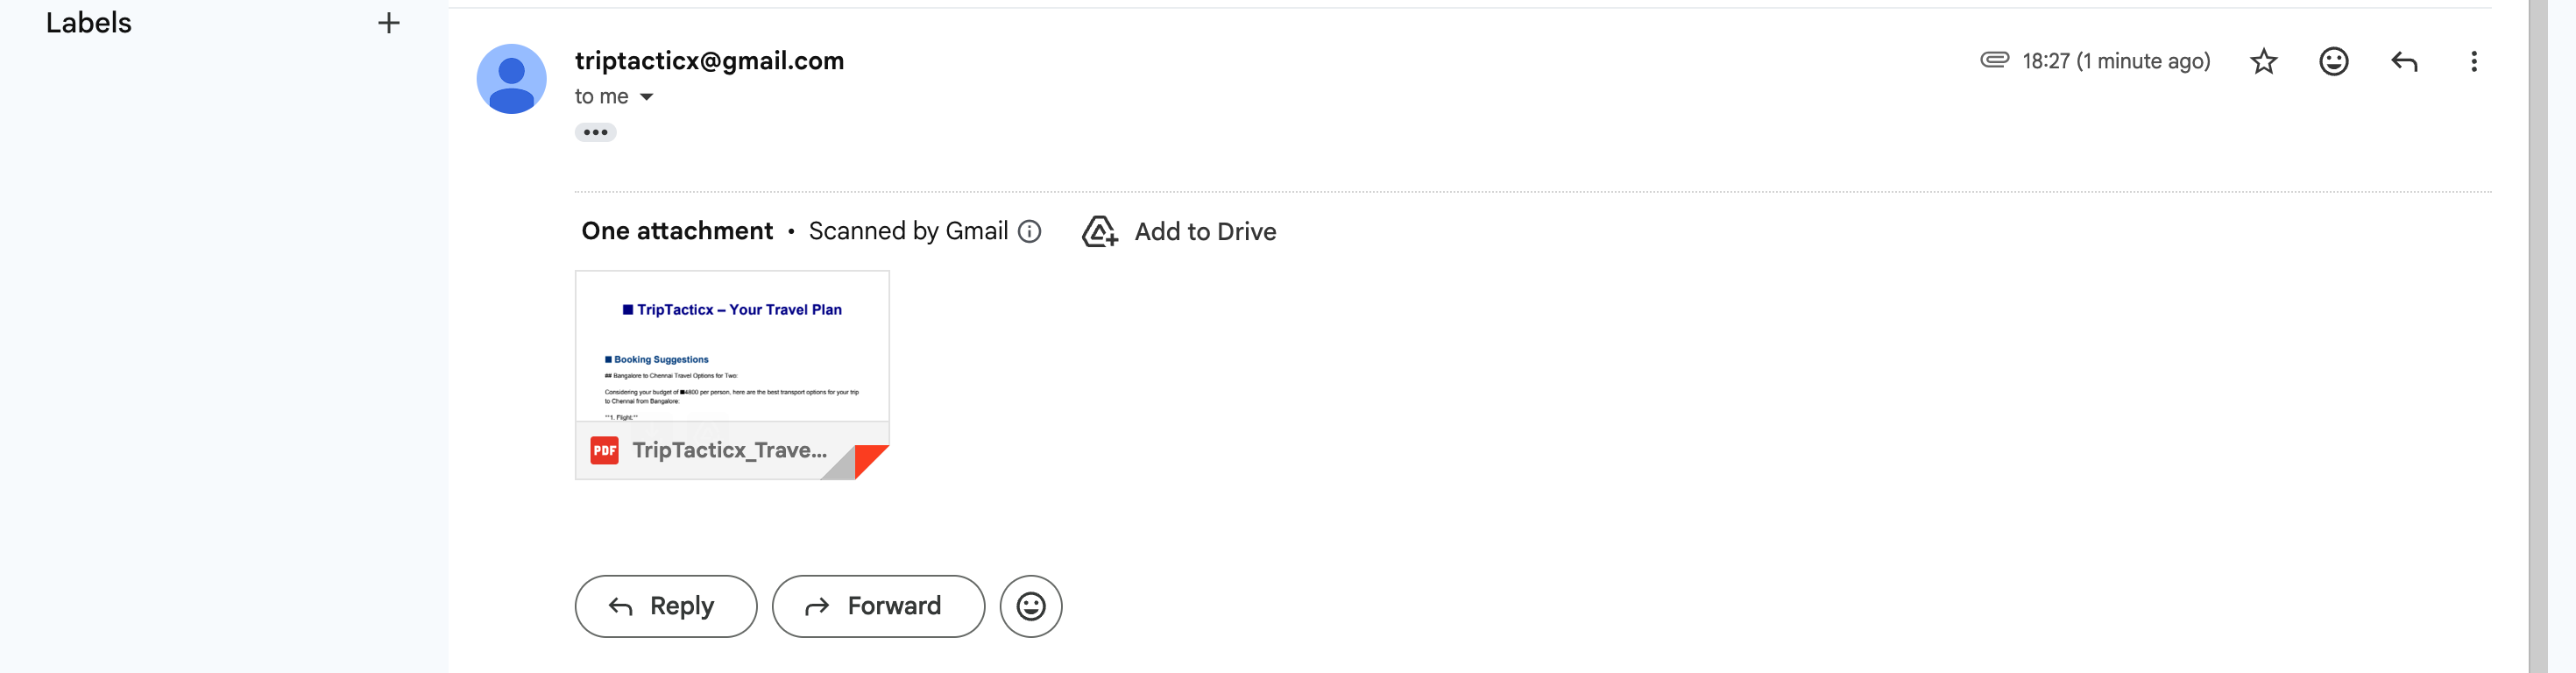 Labels
triptacticx@gmail.com
18:27 (1 minute ago)
to me
One attachment • Scanned by Gmail
Add to Drive
■ TripTacticx – Your Travel Plan
■ Booking Suggestions
## Bangalore to Chennai Travel Options for Two:
Considering your budget of ■4800 per person, here are the best transport options for your trip
to Chennai from Bangalore:
**1. Flight:**
PDF TripTacticx_Trave...
Reply
Forward